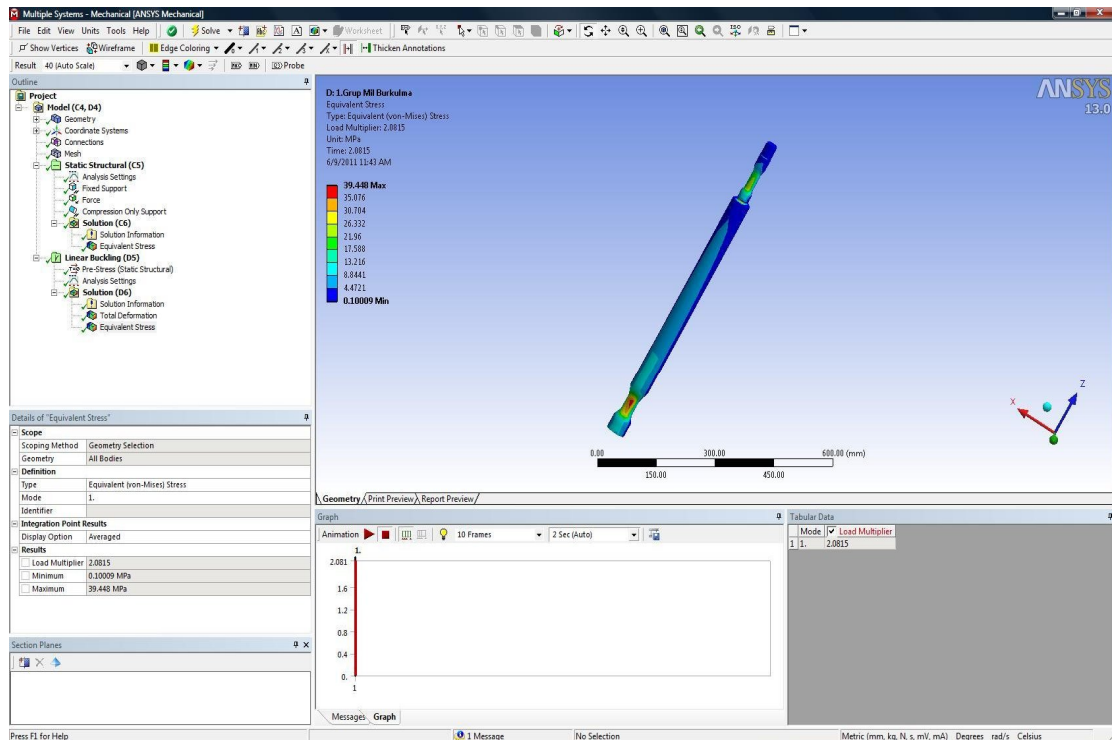 Multiple Systems - Mechanical [ANSYS Mechanical]
File Edit View Units Tools Help Solve Worksheet
Show Vertices Wireframe Edge Coloring Thicken Annotations
Result 40 (Auto Scale) Probe
Outline
Project
Model (C4, D4)
Geometry
Coordinate Systems
Connections
Mesh
Static Structural (C5)
Analysis Settings
Fixed Support
Force
Compression Only Support
Solution (C6)
Solution Information
Equivalent Stress
Linear Buckling (D5)
Pre-Stress (Static Structural)
Analysis Settings
Solution (D6)
Solution Information
Total Deformation
Equivalent Stress
Details of "Equivalent Stress"
Scope
Scoping Method Geometry Selection
Geometry All Bodies
Definition
Type Equivalent (von-Mises) Stress
Mode 1.
Identifier
Integration Point Results
Display Option Averaged
Results
Load Multiplier 2.0815
Minimum 0.10009 MPa
Maximum 39.448 MPa
Section Planes
D: 1.Grup Mil Burkulma
Equivalent Stress
Type: Equivalent (von-Mises) Stress
Load Multiplier: 2.0815
Unit: MPa
Time: 2.0815
6/9/2011 11:43 AM
39.448 Max
35.076
30.704
26.332
21.96
17.588
13.216
8.8441
4.4721
0.10009 Min
ANSYS
13.0
X
Z
0.00 300.00 600.00 (mm)
150.00 450.00
Geometry Print Preview Report Preview
Graph
Animation 10 Frames 2 Sec (Auto)
1.
2.081
1.6
1.2
0.8
0.4
0.
1
Messages Graph
Tabular Data
Mode Load Multiplier
1 1. 2.0815
Press F1 for Help 1 Message No Selection Metric (mm, kg, N, s, mV, mA) Degrees rad/s Celsius